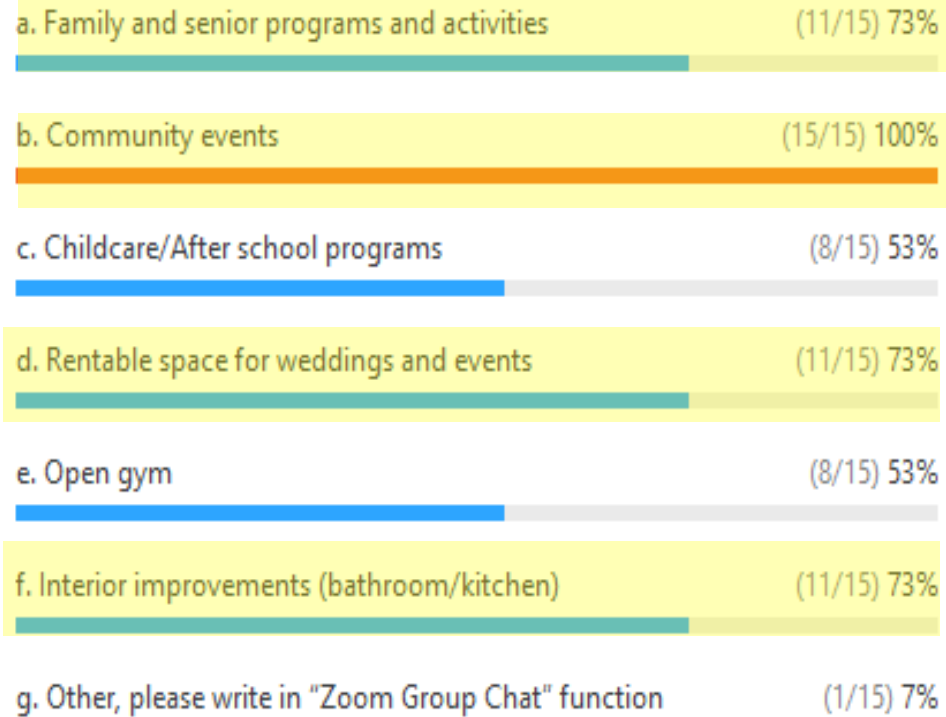 a. Family and senior programs and activities (11/15) 73%
b. Community events (15/15) 100%
c. Childcare/After school programs (8/15) 53%
d. Rentable space for weddings and events (11/15) 73%
e. Open gym (8/15) 53%
f. Interior improvements (bathroom/kitchen) (11/15) 73%
g. Other, please write in “Zoom Group Chat” function (1/15) 7%